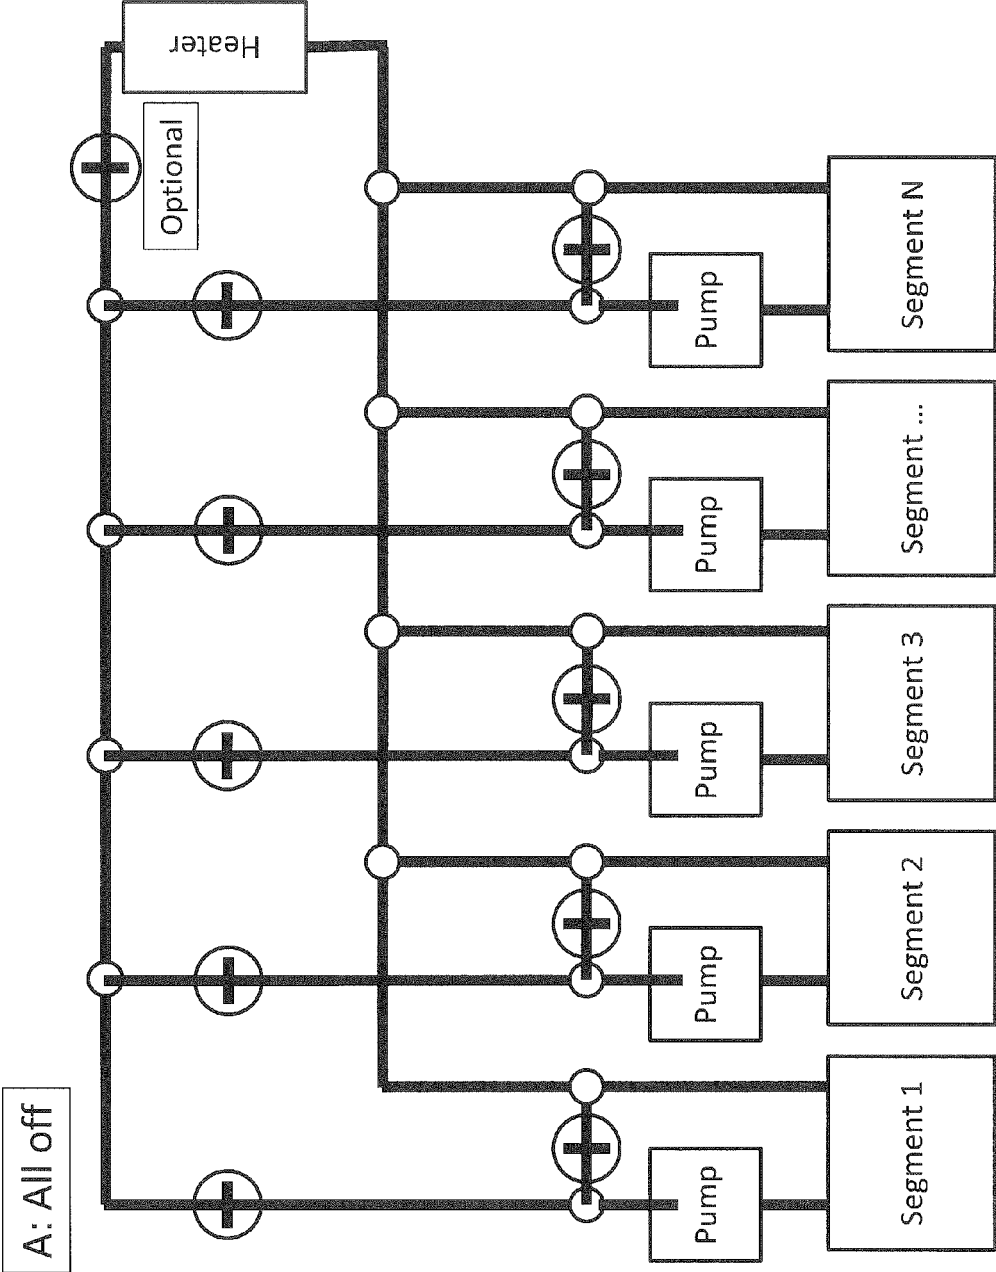 A: All off
Heater
Optional
Pump
Pump
Pump
Pump
Pump
Segment 1
Segment 2
Segment 3
Segment ...
Segment N